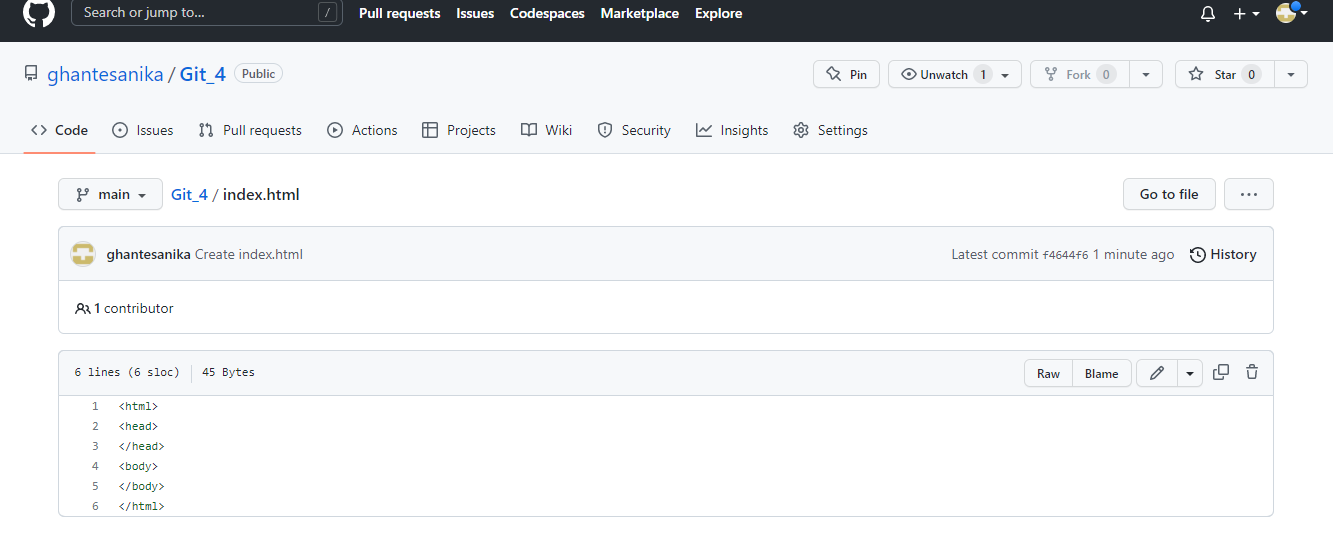 Search or jump to... /
Pull requests Issues Codespaces Marketplace Explore
ghantesanika / Git_4 Public
Pin Unwatch 1 Fork 0 Star 0
Code Issues Pull requests Actions Projects Wiki Security Insights Settings
main Git_4 / index.html Go to file ...
ghantesanika Create index.html Latest commit f4644f6 1 minute ago History
1 contributor
6 lines (6 sloc) 45 Bytes Raw Blame
1 <html>
2 <head>
3 </head>
4 <body>
5 </body>
6 </html>